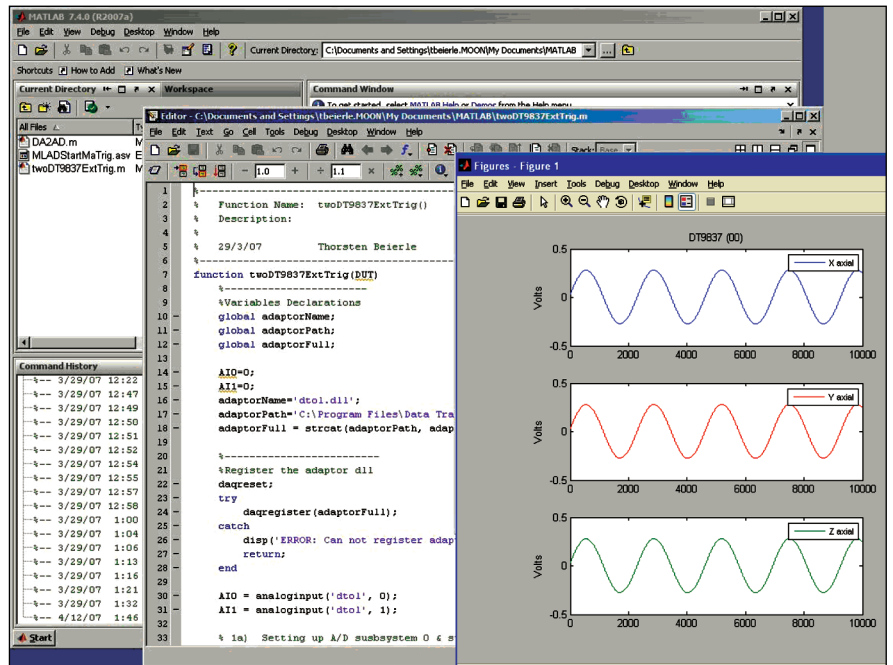 MATLAB 7.4.0 (R2007a)
File Edit View Debug Desktop Window Help
Current Directory: C:\Documents and Settings\tbeierle.MOON\My Documents\MATLAB
Shortcuts How to Add What's New
Current Directory
Workspace
All Files
DA2AD.m
MLADStartMaTrig.asv
twoDT9837ExtTrig.m
Command Window
To get started, select MATLAB Help or Demos from the Help menu.
Command History
%-- 3/29/07 12:22
%-- 3/29/07 12:47
%-- 3/29/07 12:49
%-- 3/29/07 12:50
%-- 3/29/07 12:51
%-- 3/29/07 12:52
%-- 3/29/07 12:54
%-- 3/29/07 12:55
%-- 3/29/07 12:57
%-- 3/29/07 12:58
%-- 3/29/07 1:00
%-- 3/29/07 1:04
%-- 3/29/07 1:06
%-- 3/29/07 1:13
%-- 3/29/07 1:16
%-- 3/29/07 1:21
%-- 3/29/07 1:32
%-- 4/12/07 1:46
Start
Editor - C:\Documents and Settings\tbeierle.MOON\My Documents\MATLAB\twoDT9837ExtTrig.m
File Edit Text Go Cell Tools Debug Desktop Window Help
Stack: Base
1.0 1.1
1 %-----------------------------------
2 % Function Name: twoDT9837ExtTrig()
3 % Description:
4 %
5 % 29/3/07 Thorsten Beierle
6 %-----------------------------------
7 function twoDT9837ExtTrig(DUT)
8 %--------------------
9 %Variables Declarations
10 global adaptorName;
11 global adaptorPath;
12 global adaptorFull;
13
14 AI0=0;
15 AI1=0;
16 adaptorName='dtol.dll';
17 adaptorPath='C:\Program Files\Data Tra
18 adaptorFull = strcat(adaptorPath, adap
19
20 %----------------------
21 %Register the adaptor dll
22 daqreset;
23 try
24 daqregister(adaptorFull);
25 catch
26 disp('ERROR: Can not register adap
27 return;
28 end
29
30 AI0 = analoginput('dtol', 0);
31 AI1 = analoginput('dtol', 1);
32
33 % 1a) Setting up A/D susbsystem 0 & s
Figures - Figure 1
File Edit View Insert Tools Debug Desktop Window Help
DT9837 (00)
X axial
Volts
0.5
0
-0.5
0 2000 4000 6000 8000 10000
Y axial
Volts
0.5
0
-0.5
0 2000 4000 6000 8000 10000
Z axial
Volts
0.5
0
-0.5
0 2000 4000 6000 8000 10000